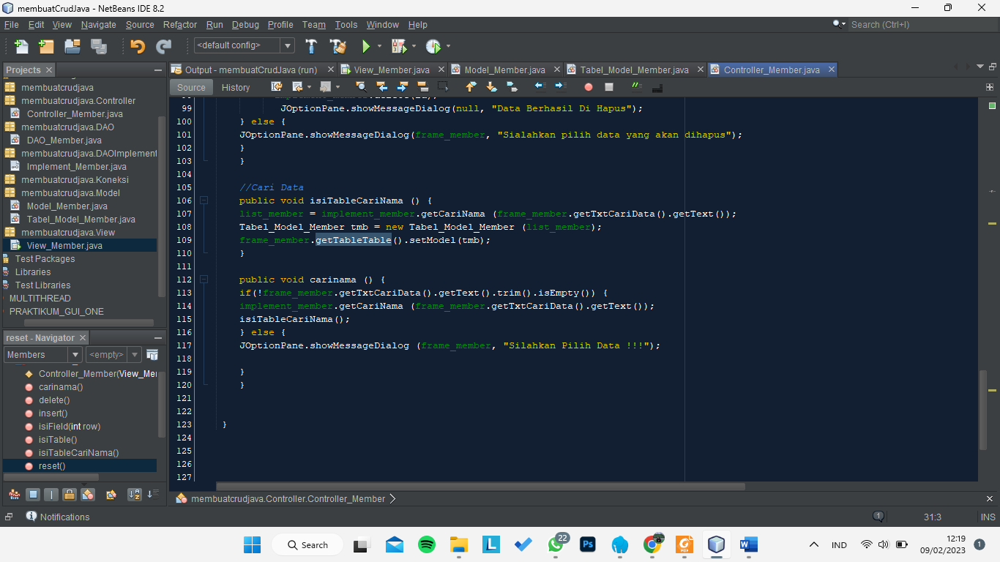 membuatCrudJava - NetBeans IDE 8.2
File Edit View Navigate Source Refactor Run Debug Profile Team Tools Window Help
Search (Ctrl+I)
<default config>
Projects
membuatcrudjava
membuatcrudjava.Controller
Controller_Member.java
membuatcrudjava.DAO
DAO_Member.java
membuatcrudjava.DAOImplement
Implement_Member.java
membuatcrudjava.Koneksi
membuatcrudjava.Model
Model_Member.java
Tabel_Model_Member.java
membuatcrudjava.View
View_Member.java
Test Packages
Libraries
Test Libraries
MULTITHREAD
PRAKTIKUM_GUI_ONE
reset - Navigator
Members <empty>
Controller_Member(View_Mem
carinama()
delete()
insert()
isiField(int row)
isiTable()
isiTableCariNama()
reset()
Output - membuatCrudJava (run) View_Member.java Model_Member.java Tabel_Model_Member.java Controller_Member.java
Source History
99 JOptionPane.showMessageDialog(null, "Data Berhasil Di Hapus");
100 } else {
101 JOptionPane.showMessageDialog(frame_member, "Sialahkan pilih data yang akan dihapus");
102 }
103 }
104
105 //Cari Data
106 public void isiTableCariNama () {
107 list_member = implement_member.getCariNama (frame_member.getTxtCariData().getText());
108 Tabel_Model_Member tmb = new Tabel_Model_Member (list_member);
109 frame_member.getTableTable().setModel(tmb);
110 }
111
112 public void carinama () {
113 if(!frame_member.getTxtCariData().getText().trim().isEmpty()) {
114 implement_member.getCariNama (frame_member.getTxtCariData().getText());
115 isiTableCariNama();
116 } else {
117 JOptionPane.showMessageDialog (frame_member, "Silahkan Pilih Data !!!");
118
119 }
120 }
121
122
123 }
124
125
126
127
membuatcrudjava.Controller.Controller_Member
Notifications
1
31:3
INS
Search
22
Ps
IND
12:19
09/02/2023
1